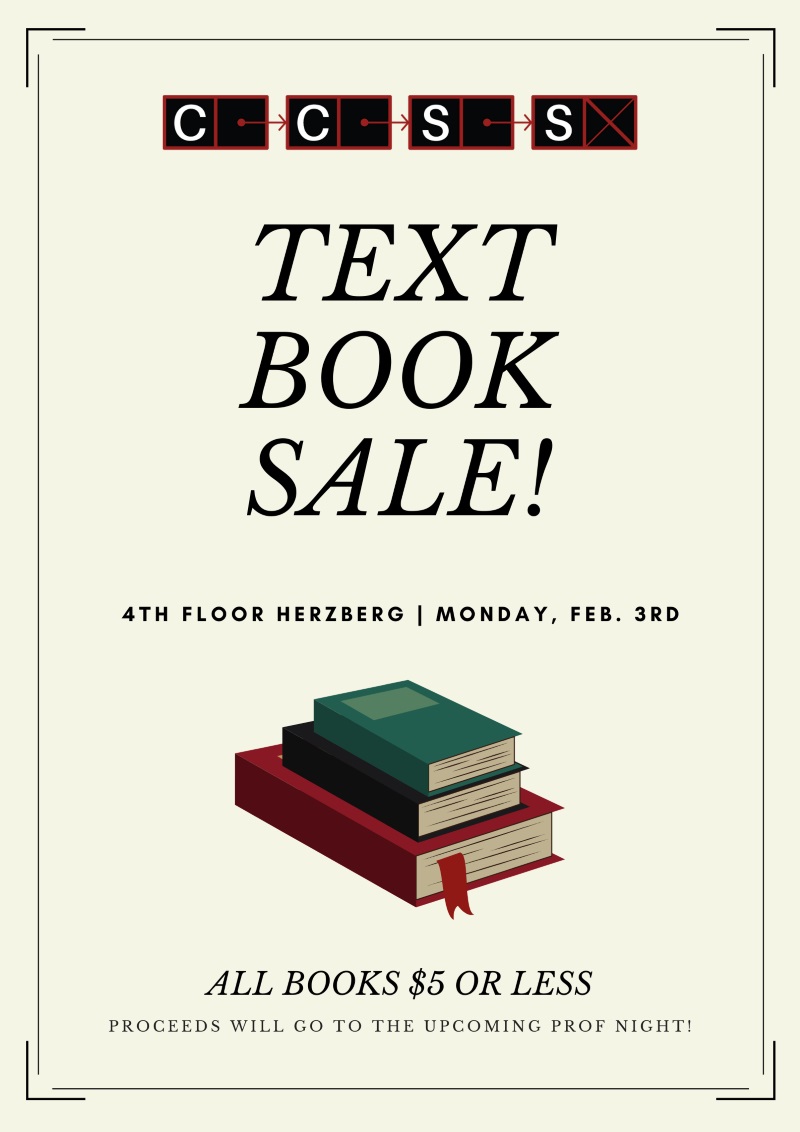 C C S S
TEXT
BOOK
SALE!
4TH FLOOR HERZBERG | MONDAY, FEB. 3RD
ALL BOOKS $5 OR LESS
PROCEEDS WILL GO TO THE UPCOMING PROF NIGHT!